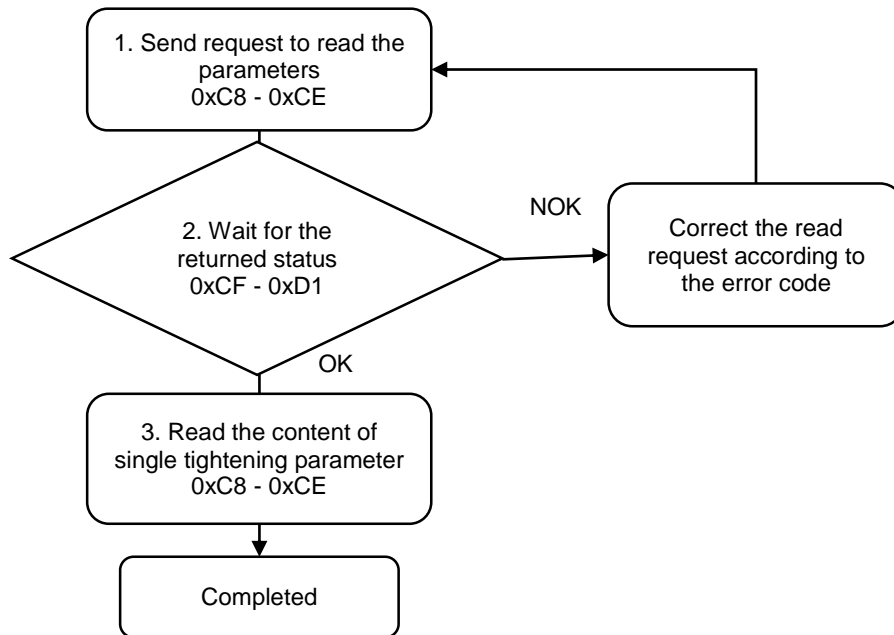 1. Send request to read the
parameters
0xC8 - 0xCE
NOK
2. Wait for the
returned status
0xCF - 0xD1
Correct the read
request according to
the error code
OK
3. Read the content of
single tightening parameter
0xC8 - 0xCE
Completed